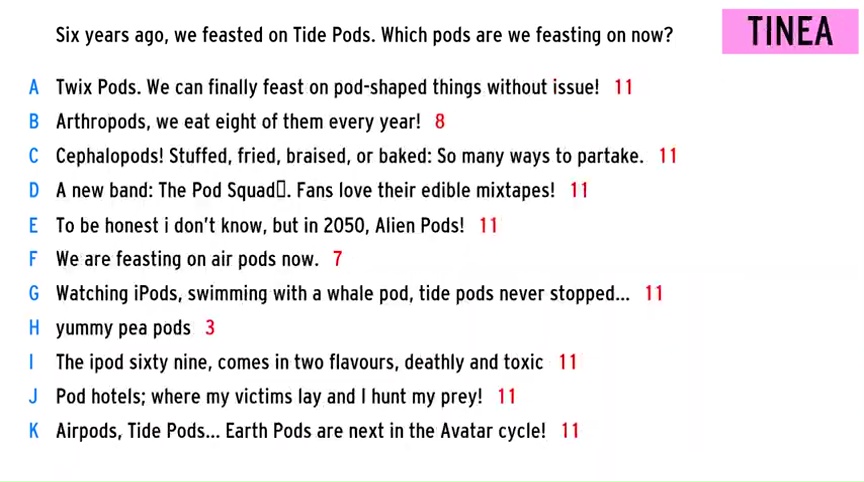 Six years ago, we feasted on Tide Pods. Which pods are we feasting on now?
TINEA
A Twix Pods. We can finally feast on pod-shaped things without issue! 11
B Arthropods, we eat eight of them every year! 8
C Cephalopods! Stuffed, fried, braised, or baked: So many ways to partake. 11
D A new band: The Pod Squad▯. Fans love their edible mixtapes! 11
E To be honest i don't know, but in 2050, Alien Pods! 11
F We are feasting on air pods now. 7
G Watching iPods, swimming with a whale pod, tide pods never stopped... 11
H yummy pea pods 3
I The ipod sixty nine, comes in two flavours, deathly and toxic 11
J Pod hotels; where my victims lay and I hunt my prey! 11
K Airpods, Tide Pods... Earth Pods are next in the Avatar cycle! 11